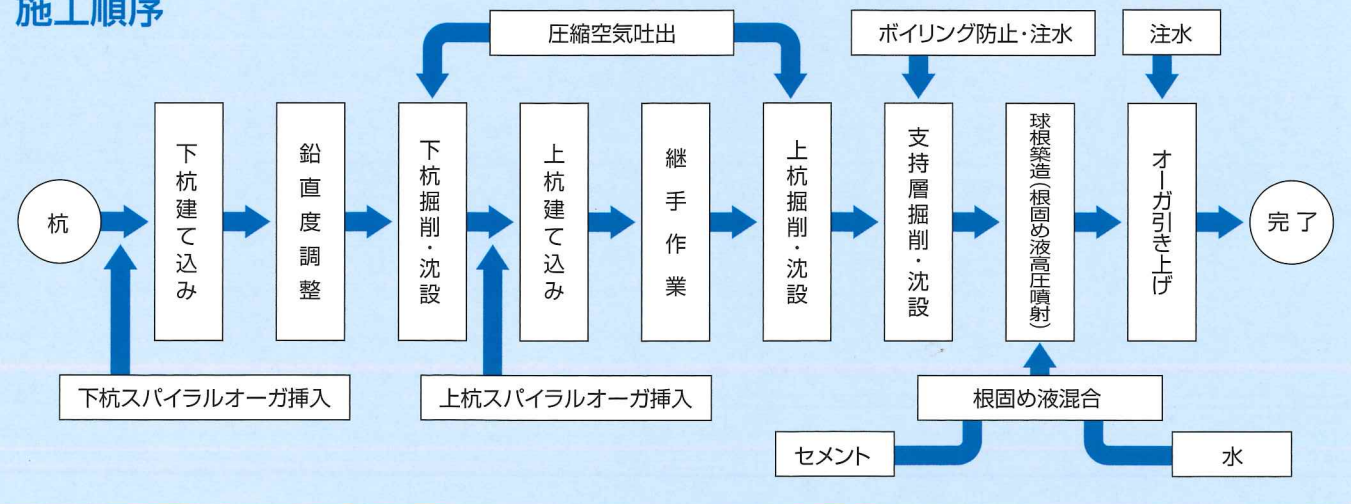 施工順序
圧縮空気吐出
ボイリング防止・注水
注水
杭
下杭建て込み
鉛直度調整
下杭掘削・沈設
上杭建て込み
継手作業
上杭掘削・沈設
支持層掘削・沈設
球根築造(根固め液高圧噴射)
オーガ引き上げ
完了
下杭スパイラルオーガ挿入
上杭スパイラルオーガ挿入
根固め液混合
セメント
水